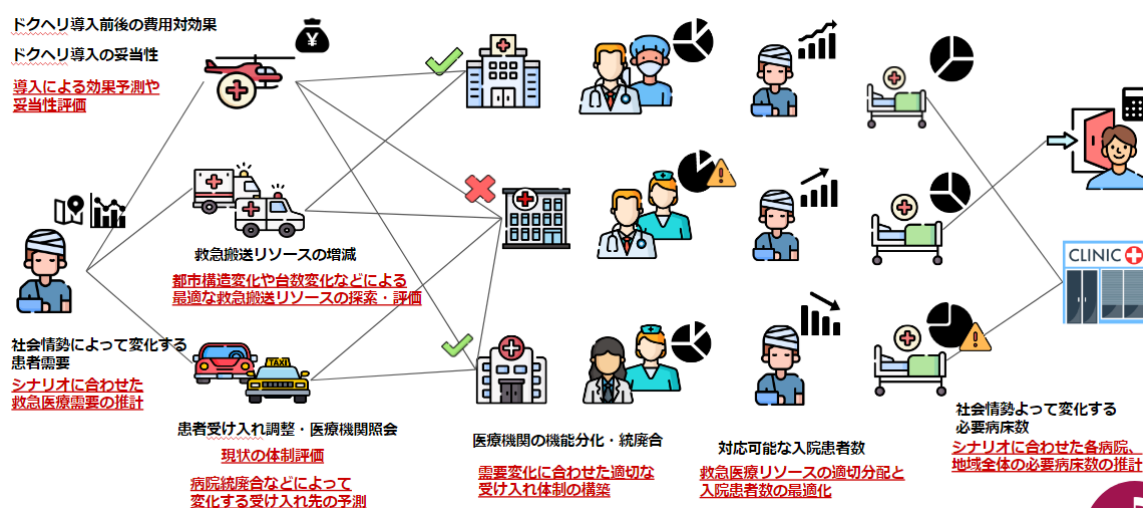 ドクヘリ導入前後の費用対効果
ドクヘリ導入の妥当性
導入による効果予測や
妥当性評価
¥
救急搬送リソースの増減
都市構造変化や台数変化などによる
最適な救急搬送リソースの探索・評価
社会情勢によって変化する
患者需要
シナリオに合わせた
救急医療需要の推計
TAXI
患者受け入れ調整・医療機関照会
現状の体制評価
病院統廃合などによって
変化する受け入れ先の予測
医療機関の機能分化・統廃合
需要変化に合わせた適切な
受け入れ体制の構築
対応可能な入院患者数
救急医療リソースの適切分配と
入院患者数の最適化
CLINIC
社会情勢よって変化する
必要病床数
シナリオに合わせた各病院、
地域全体の必要病床数の推計